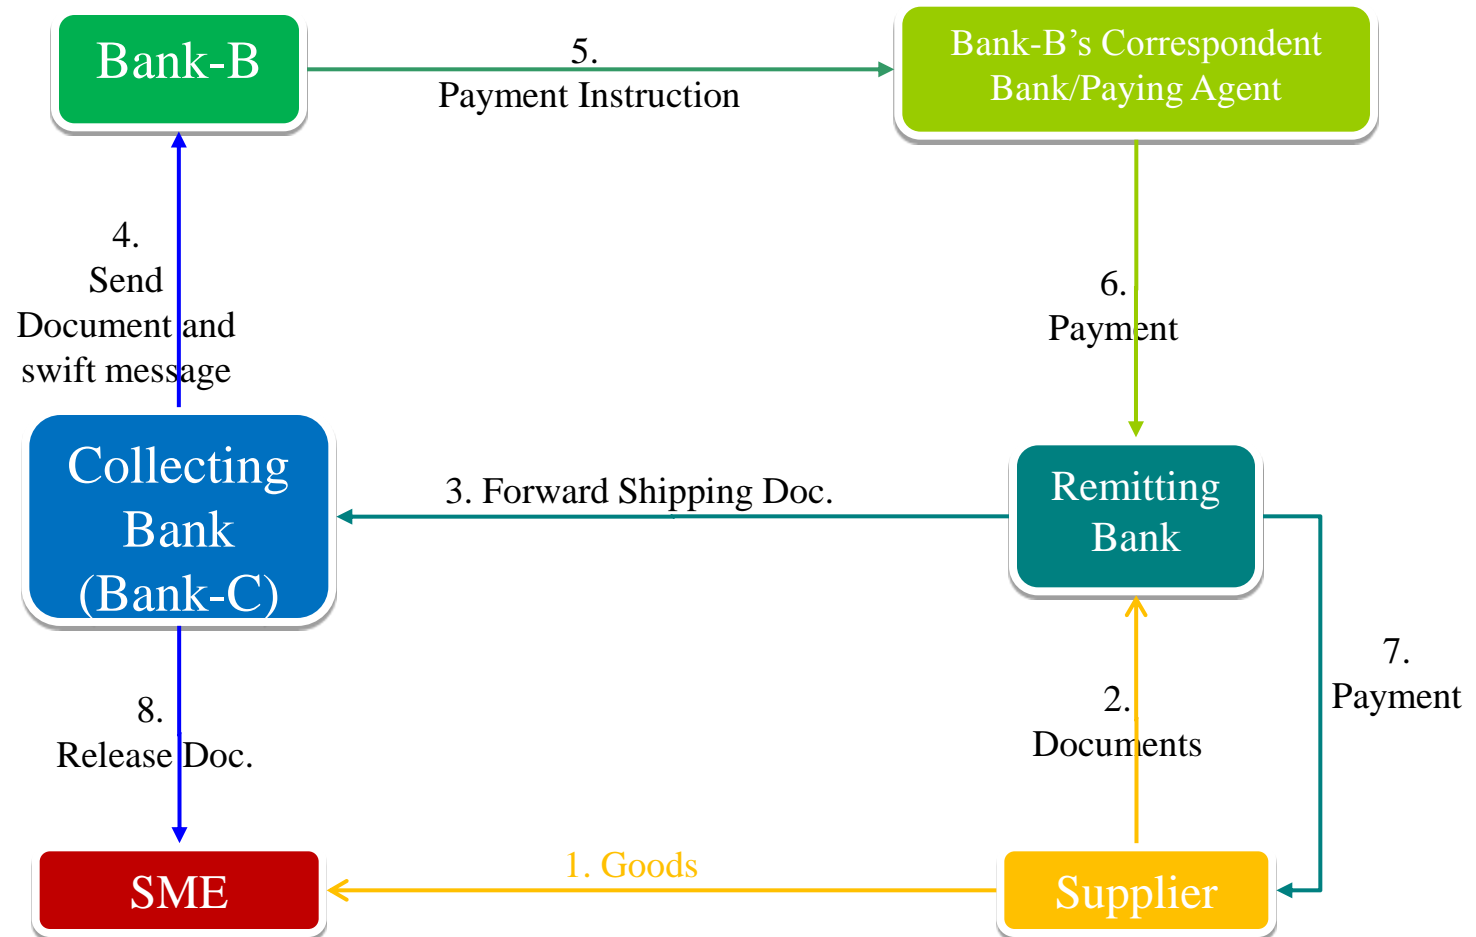 Bank-B
5.
Payment Instruction
Bank-B’s Correspondent
Bank/Paying Agent
4.
Send
Document and
swift message
6.
Payment
Collecting
Bank
(Bank-C)
3. Forward Shipping Doc.
Remitting
Bank
7.
Payment
8.
Release Doc.
2.
Documents
SME
1. Goods
Supplier